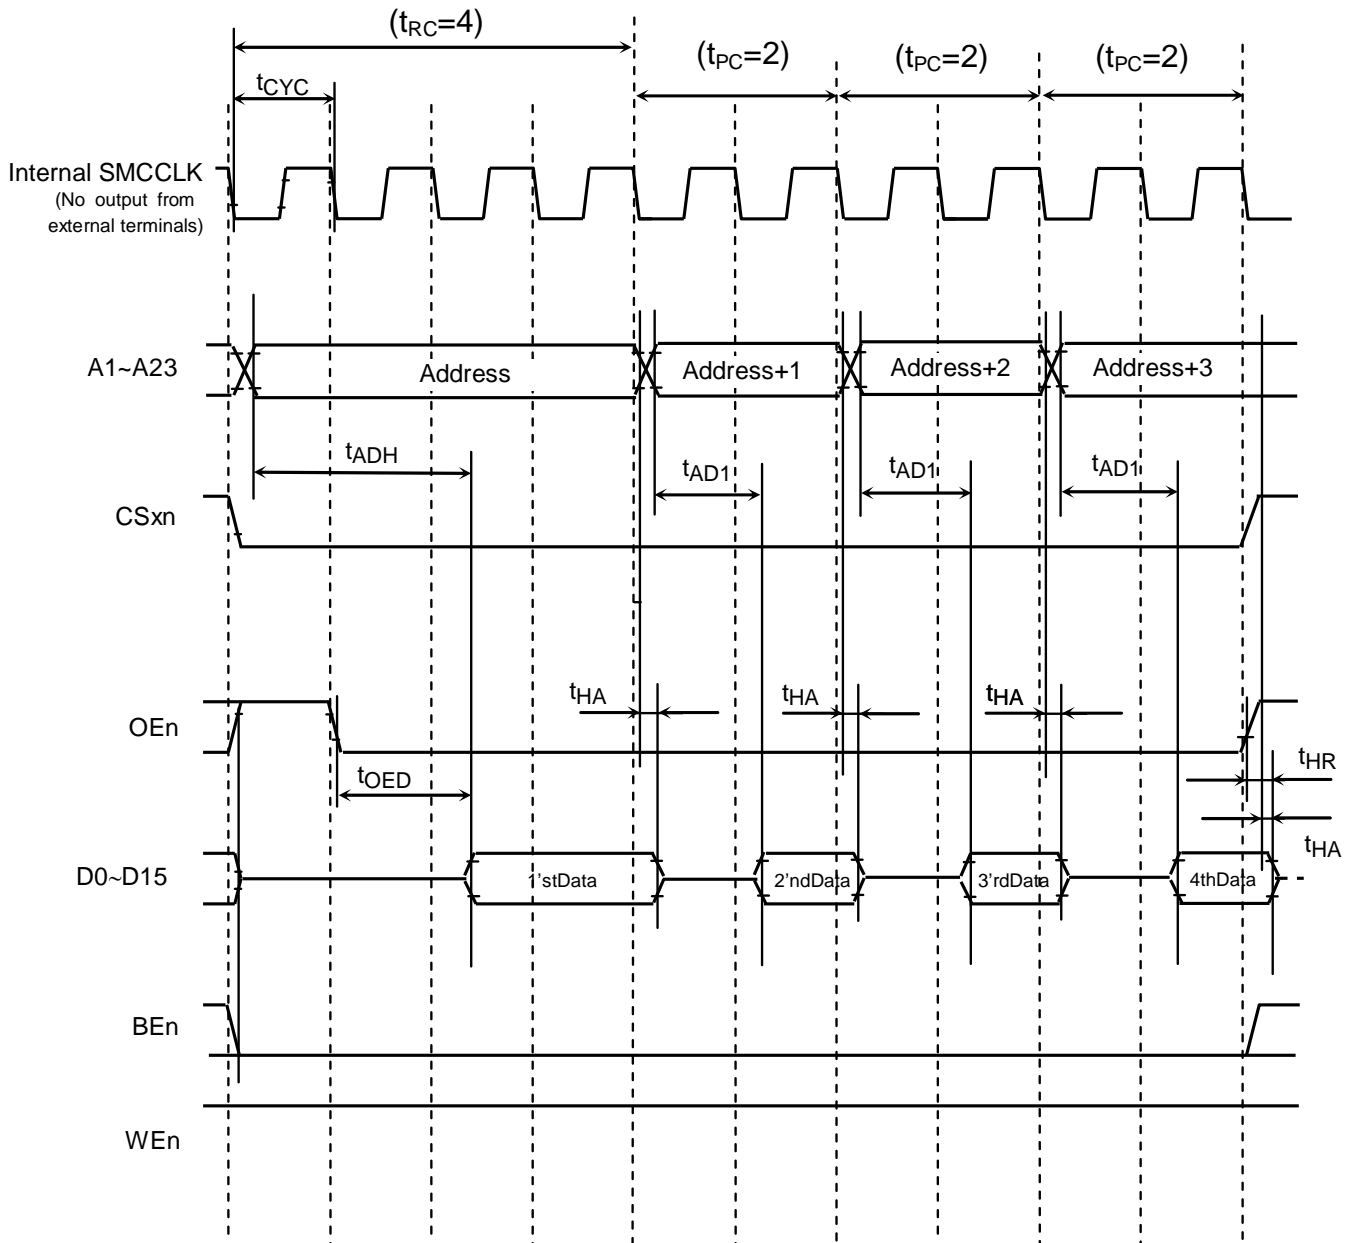 (tRC=4)
(tPC=2) (tPC=2) (tPC=2)
tCYC
Internal SMCCLK
(No output from
external terminals)
A1~A23 Address Address+1 Address+2 Address+3
tADH tAD1 tAD1 tAD1
CSxn
tHA tHA tHA
OEn
tHR
tOED
tHA
D0~D15 1'stData 2'ndData 3'rdData 4thData
BEn
WEn